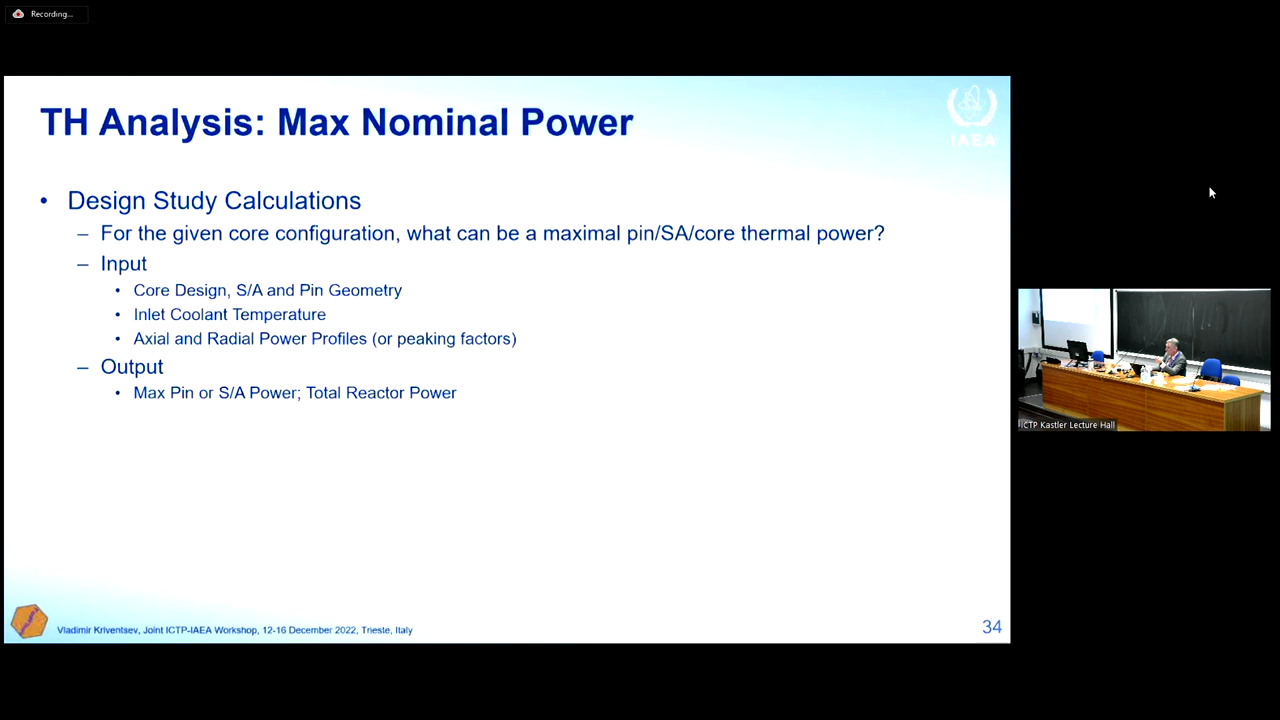 Recording...
TH Analysis: Max Nominal Power
IAEA
• Design Study Calculations
– For the given core configuration, what can be a maximal pin/SA/core thermal power?
– Input
• Core Design, S/A and Pin Geometry
• Inlet Coolant Temperature
• Axial and Radial Power Profiles (or peaking factors)
– Output
• Max Pin or S/A Power; Total Reactor Power
ICTP Kastler Lecture Hall
Vladimir Kriventsev, Joint ICTP-IAEA Workshop, 12-16 December 2022, Trieste, Italy
34